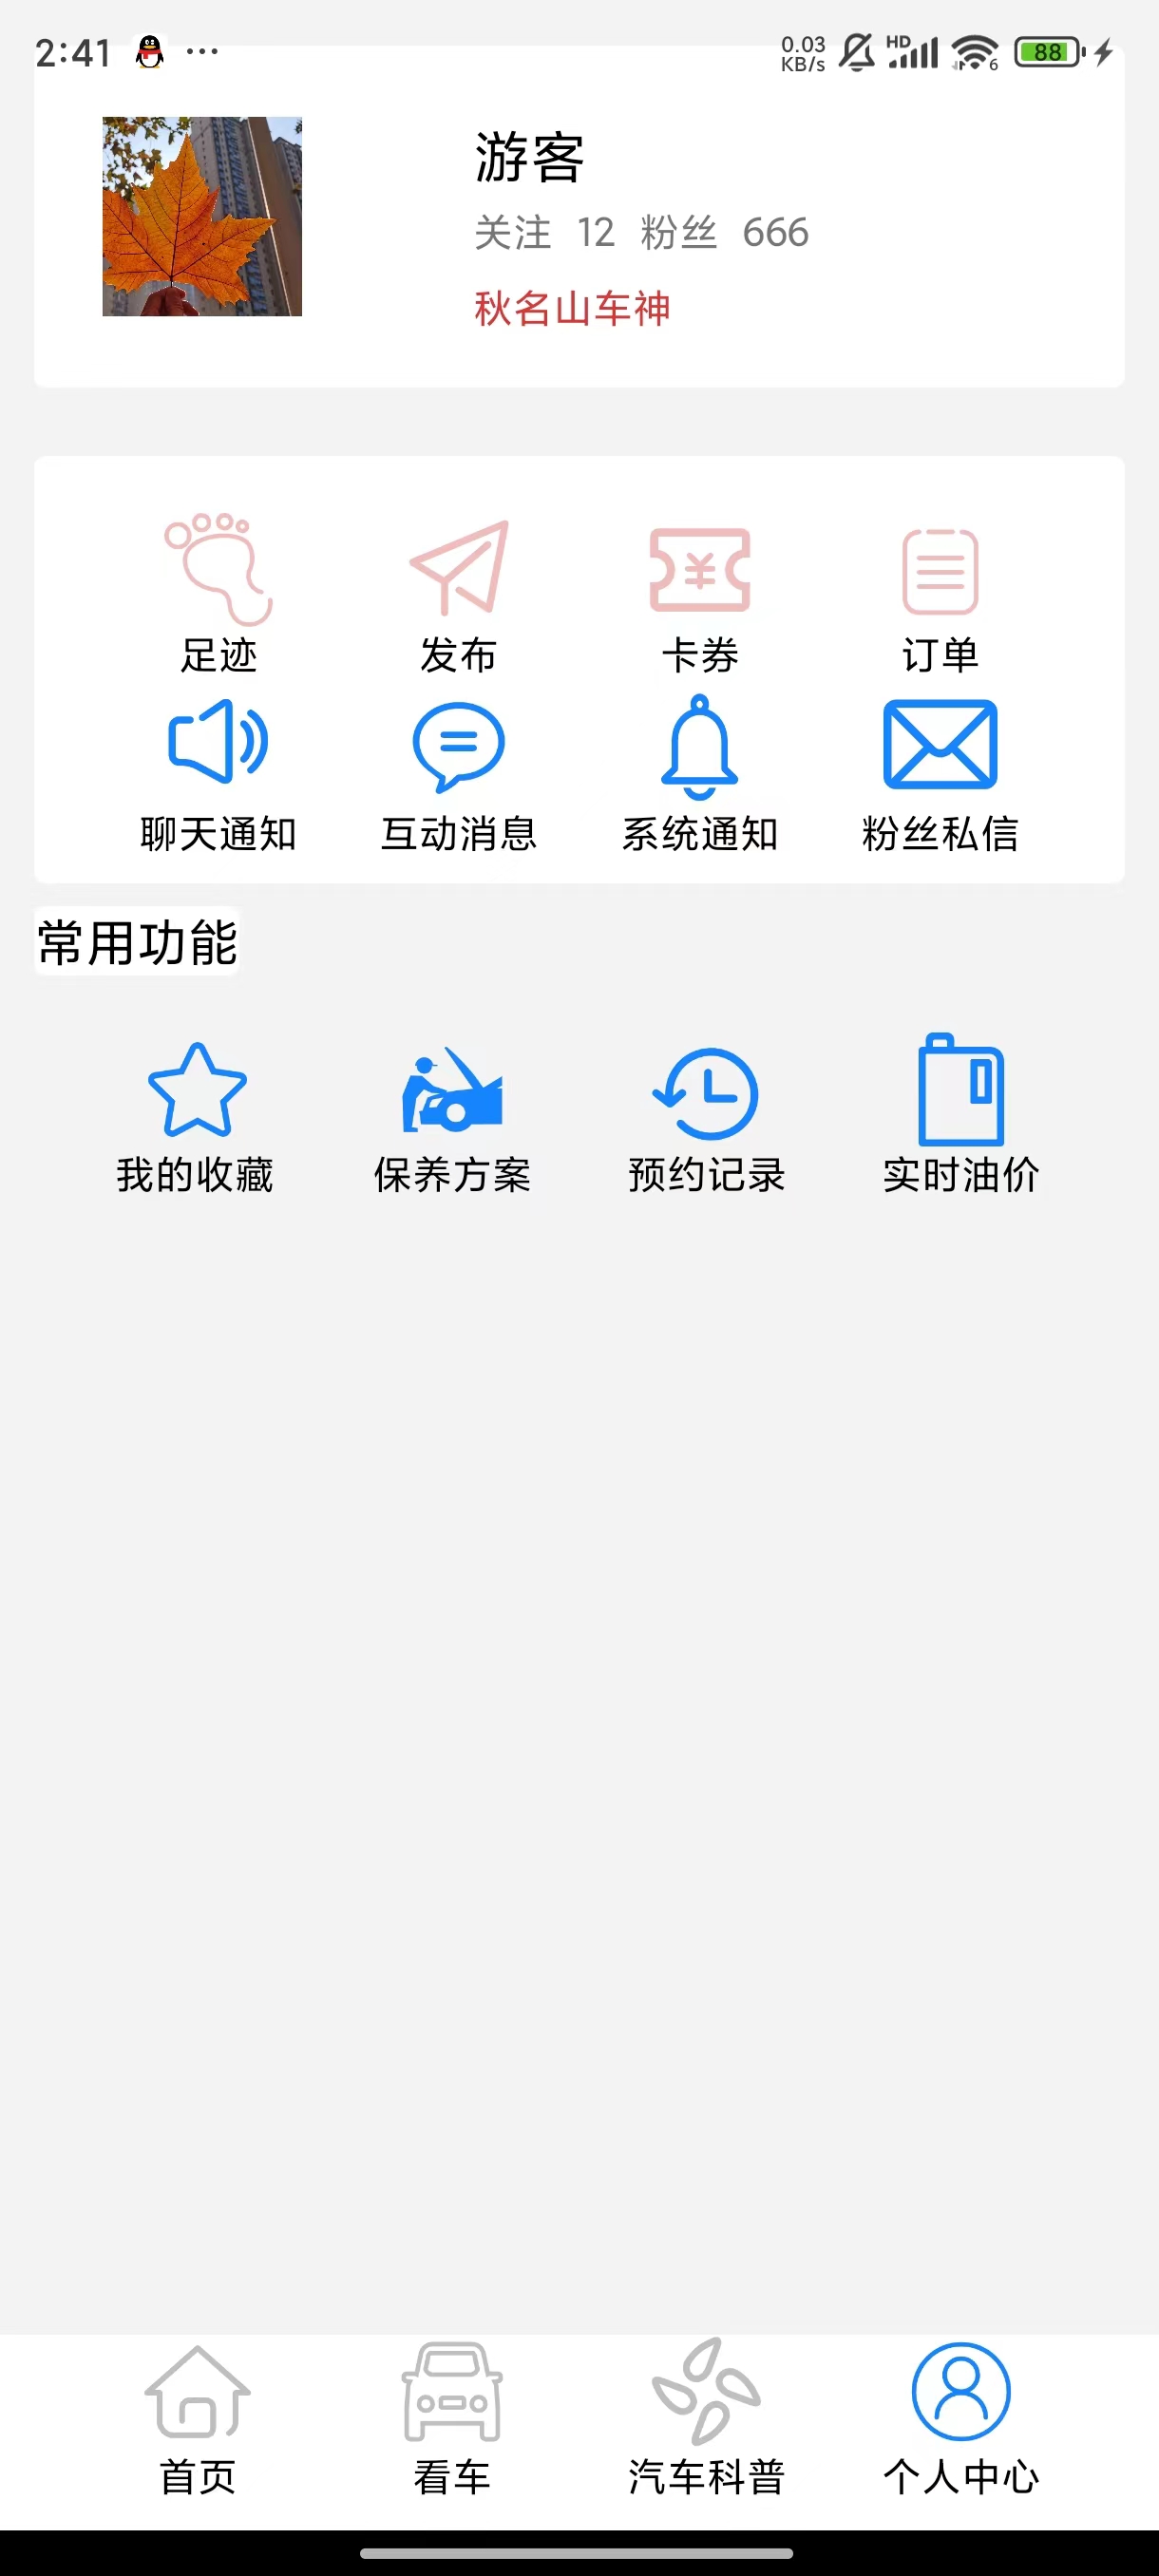 2:41 ... 0.03 KB/s HD 6 88
游客
关注 12 粉丝 666
秋名山车神
¥
足迹 发布 卡券 订单
聊天通知 互动消息 系统通知 粉丝私信
常用功能
我的收藏 保养方案 预约记录 实时油价
首页 看车 汽车科普 个人中心